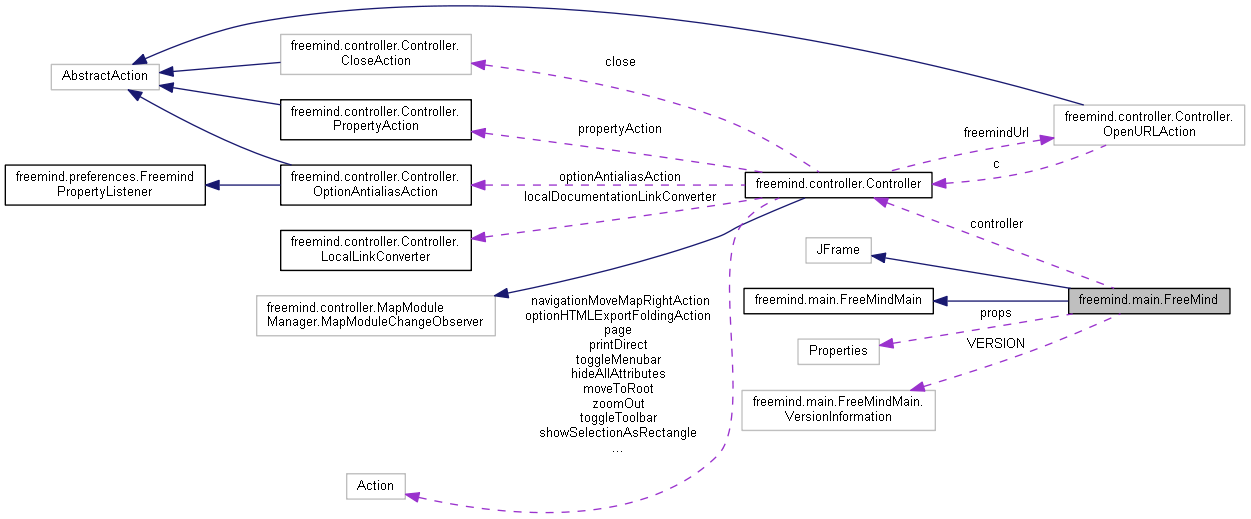 freemind.controller.Controller.
CloseAction
close
AbstractAction
freemind.controller.Controller.
PropertyAction
propertyAction
freemindUrl
freemind.controller.Controller.
OpenURLAction
c
freemind.preferences.Freemind
PropertyListener
freemind.controller.Controller.
OptionAntialiasAction
optionAntialiasAction
localDocumentationLinkConverter
freemind.controller.Controller
controller
freemind.controller.Controller.
LocalLinkConverter
JFrame
freemind.controller.MapModule
Manager.MapModuleChangeObserver
freemind.main.FreeMindMain
freemind.main.FreeMind
props
navigationMoveMapRightAction
optionHTMLExportFoldingAction
page
printDirect
toggleMenubar
hideAllAttributes
moveToRoot
zoomOut
toggleToolbar
showSelectionAsRectangle
...
Properties
VERSION
freemind.main.FreeMindMain.
VersionInformation
Action